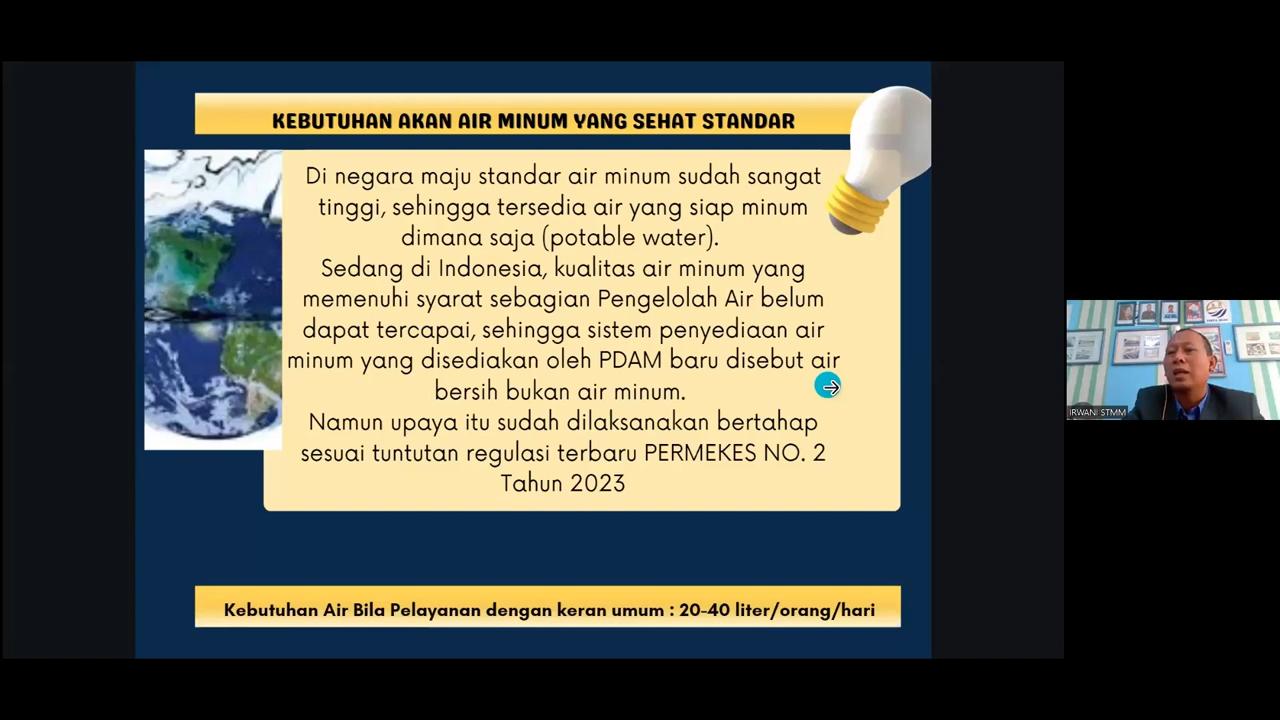 KEBUTUHAN AKAN AIR MINUM YANG SEHAT STANDAR
Di negara maju standar air minum sudah sangat
tinggi, sehingga tersedia air yang siap minum
dimana saja (potable water).
Sedang di Indonesia, kualitas air minum yang
memenuhi syarat sebagian Pengelolah Air belum
dapat tercapai, sehingga sistem penyediaan air
minum yang disediakan oleh PDAM baru disebut air
bersih bukan air minum.
Namun upaya itu sudah dilaksanakan bertahap
sesuai tuntutan regulasi terbaru PERMEKES NO. 2
Tahun 2023
Kebutuhan Air Bila Pelayanan dengan keran umum : 20-40 liter/orang/hari
IRWANI STMM